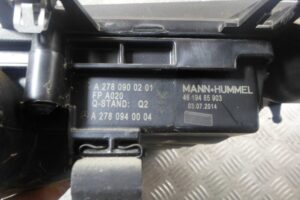 A 278 090 02 01
FP A020
Q-STAND: Q2
A 278 094 00 04
MANN+HUMMEL
46 194 85 903
03.07.2014